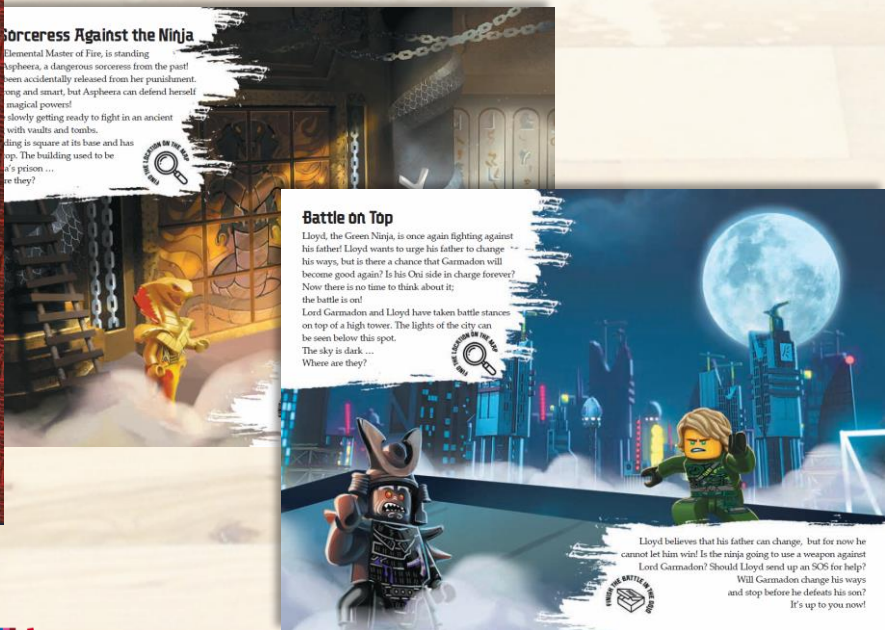 Sorceress Against the Ninja
Elemental Master of Fire, is standing
Aspheera, a dangerous sorceress from the past!
been accidentally released from her punishment.
ong and smart, but Aspheera can defend herself
magical powers!
slowly getting ready to fight in an ancient
with vaults and tombs.
ding is square at its base and has
top. The building used to be
a's prison ...
re they?
FIND THE LOCATION ON THE MAP
Battle on Top
Lloyd, the Green Ninja, is once again fighting against
his father! Lloyd wants to urge his father to change
his ways, but is there a chance that Garmadon will
become good again? Is his Oni side in charge forever?
Now there is no time to think about it;
the battle is on!
Lord Garmadon and Lloyd have taken battle stances
on top of a high tower. The lights of the city can
be seen below this spot.
The sky is dark ...
Where are they?
FIND THE LOCATION ON THE MAP
Lloyd believes that his father can change, but for now he
cannot let him win! Is the ninja going to use a weapon against
Lord Garmadon? Should Lloyd send up an SOS for help?
Will Garmadon change his ways
and stop before he defeats his son?
It's up to you now!
FINISH THE BATTLE IN THE DOJO